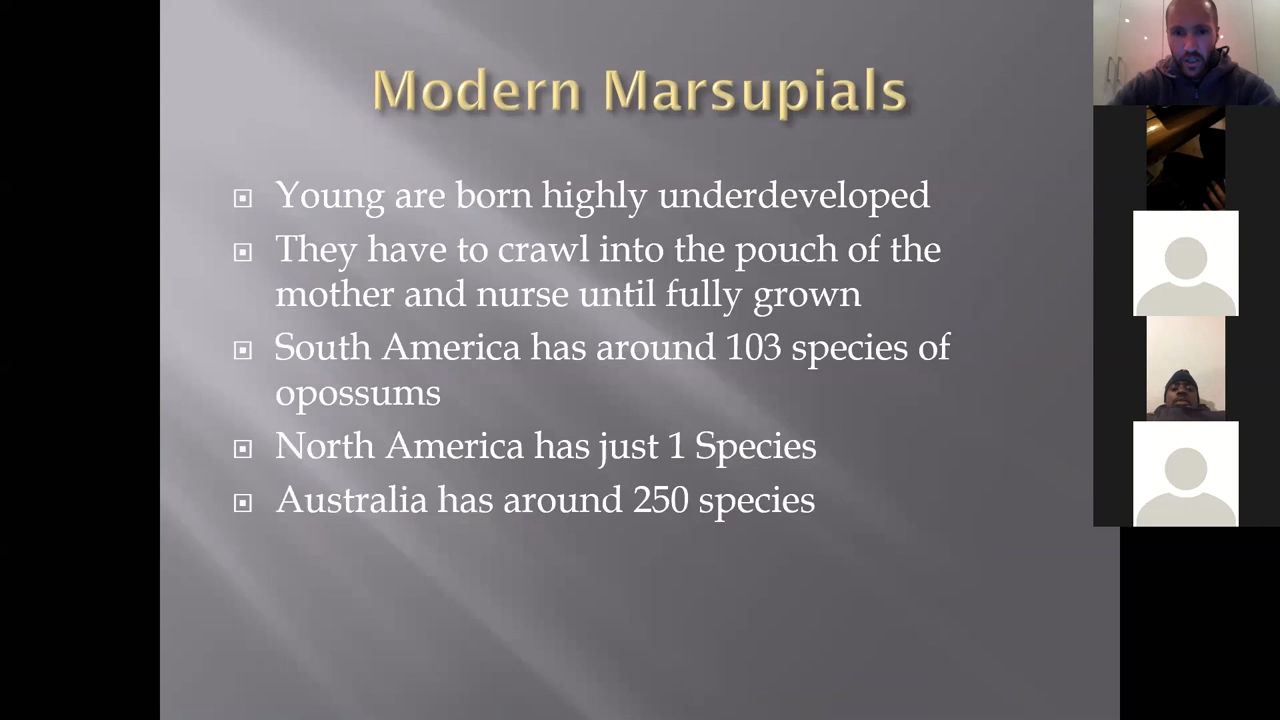 Modern Marsupials
Young are born highly underdeveloped
They have to crawl into the pouch of the
mother and nurse until fully grown
South America has around 103 species of
opossums
North America has just 1 Species
Australia has around 250 species